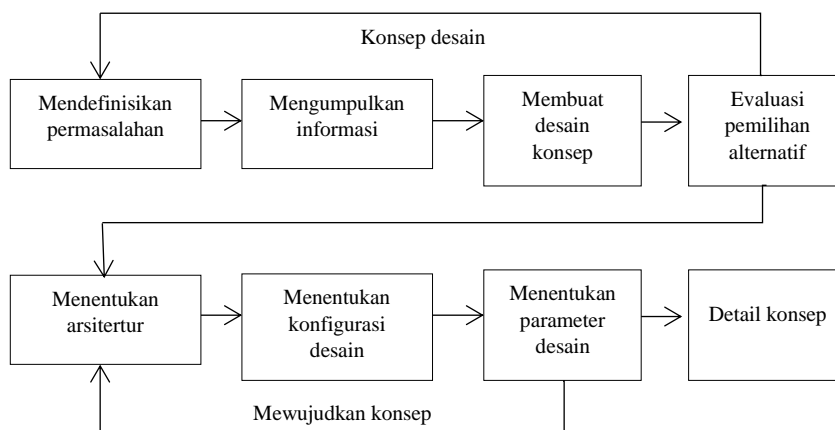 Konsep desain
Mendefinisikan
permasalahan
Mengumpulkan
informasi
Membuat
desain
konsep
Evaluasi
pemilihan
alternatif
Menentukan
arsitertur
Menentukan
konfigurasi
desain
Menentukan
parameter
desain
Detail konsep
Mewujudkan konsep